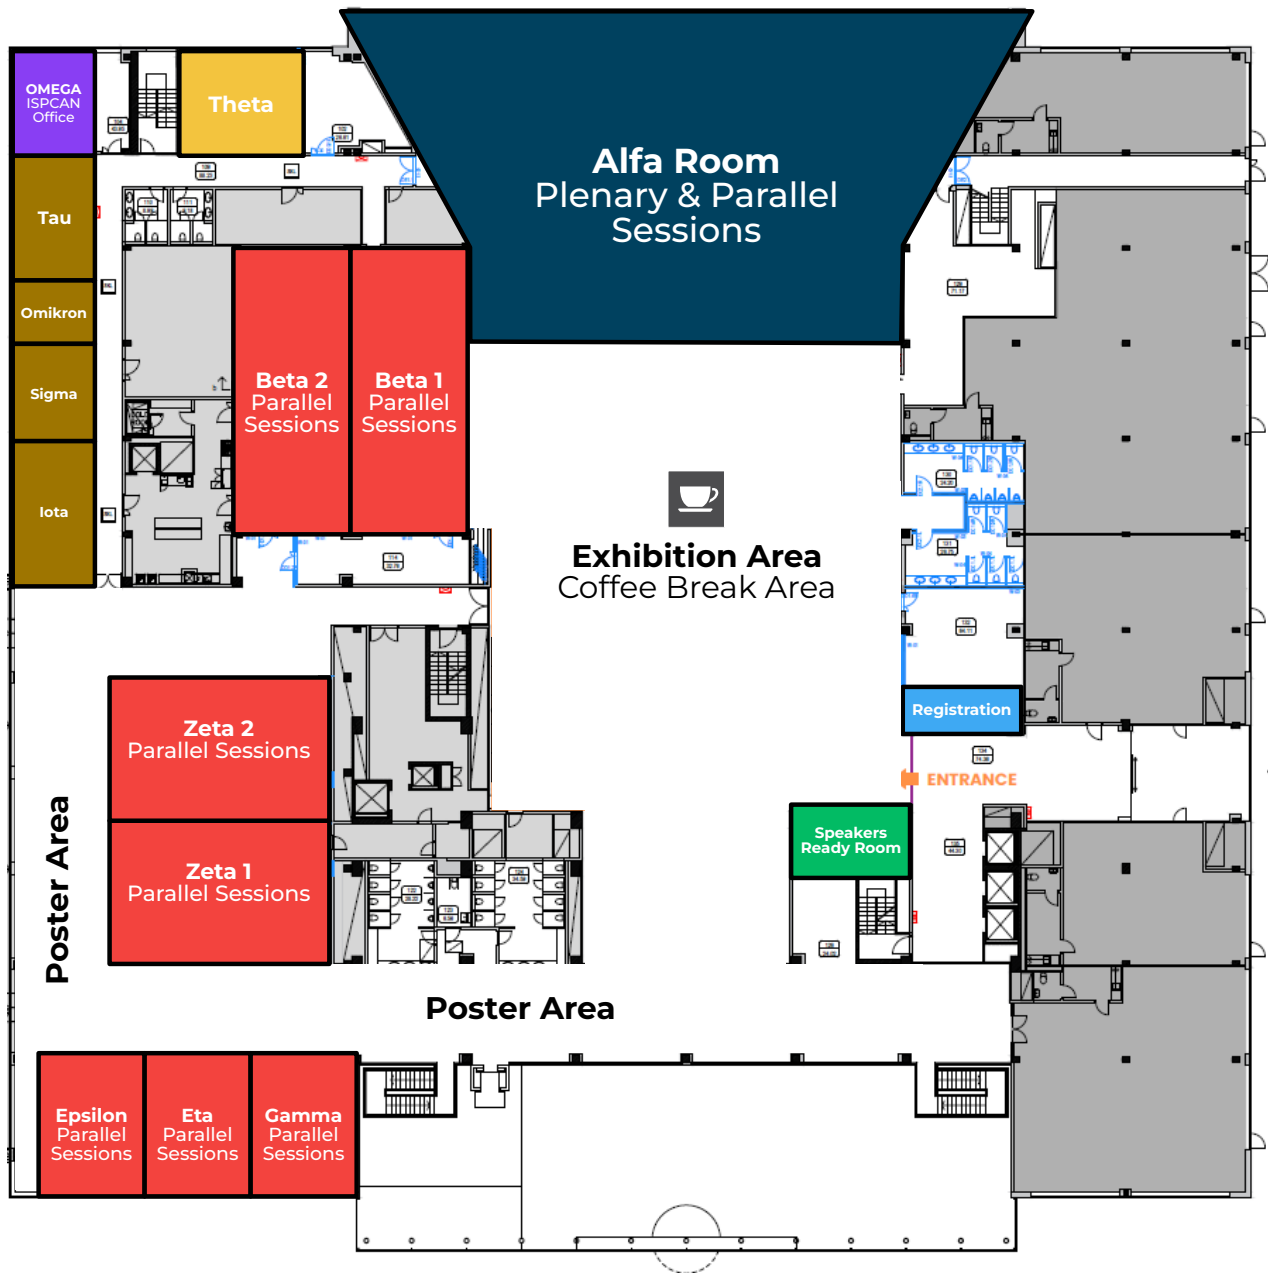 OMEGA
ISPCAN
Office
Theta
Alfa Room
Plenary & Parallel
Sessions
Tau
Omikron
Sigma
Iota
Beta 2
Parallel
Sessions
Beta 1
Parallel
Sessions
Exhibition Area
Coffee Break Area
Registration
ENTRANCE
Speakers
Ready Room
Zeta 2
Parallel Sessions
Zeta 1
Parallel Sessions
Poster Area
Poster Area
Epsilon
Parallel
Sessions
Eta
Parallel
Sessions
Gamma
Parallel
Sessions